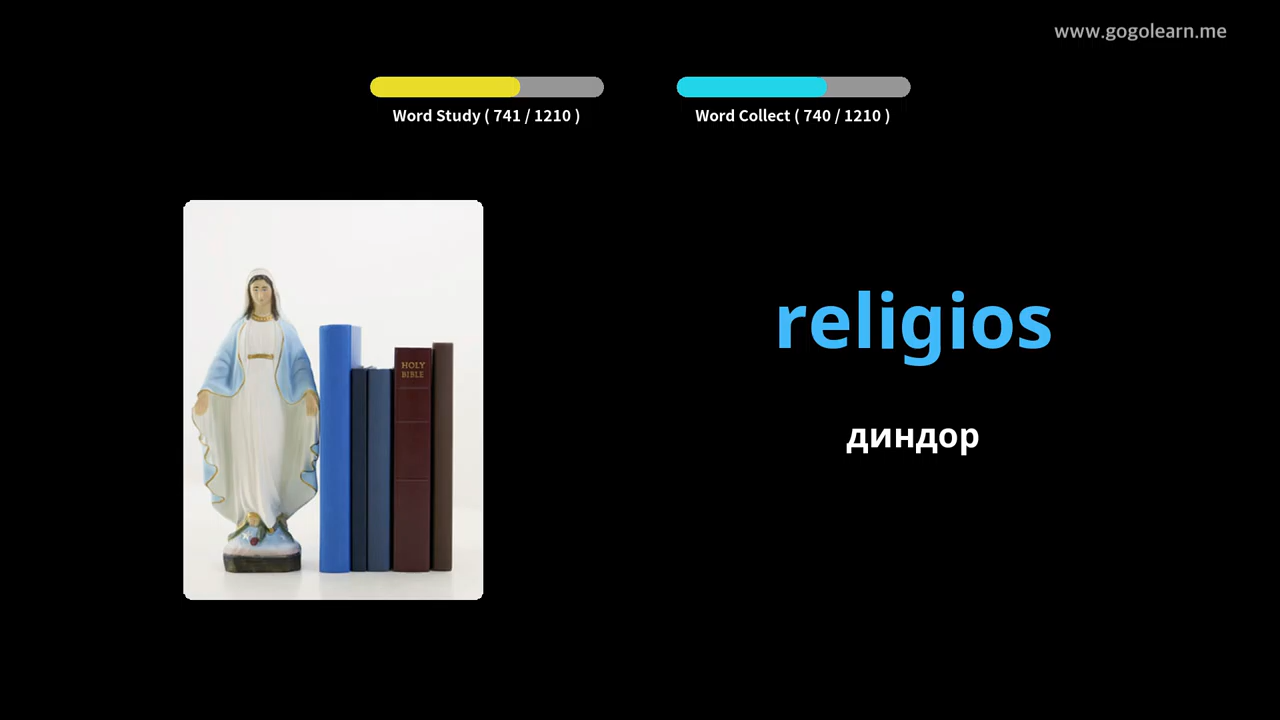 www.gogolearn.me
Word Study ( 741 / 1210 )
Word Collect ( 740 / 1210 )
HOLY
BIBLE
religios
диндор